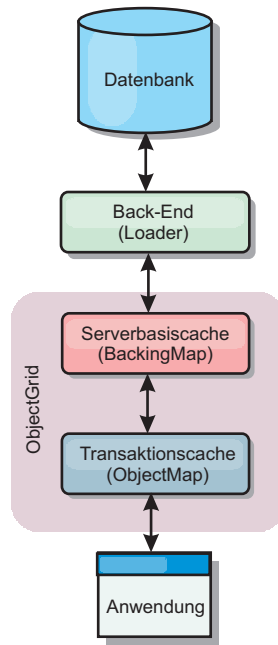 Datenbank
Back-End
(Loader)
ObjectGrid
Serverbasiscache
(BackingMap)
Transaktionscache
(ObjectMap)
Anwendung